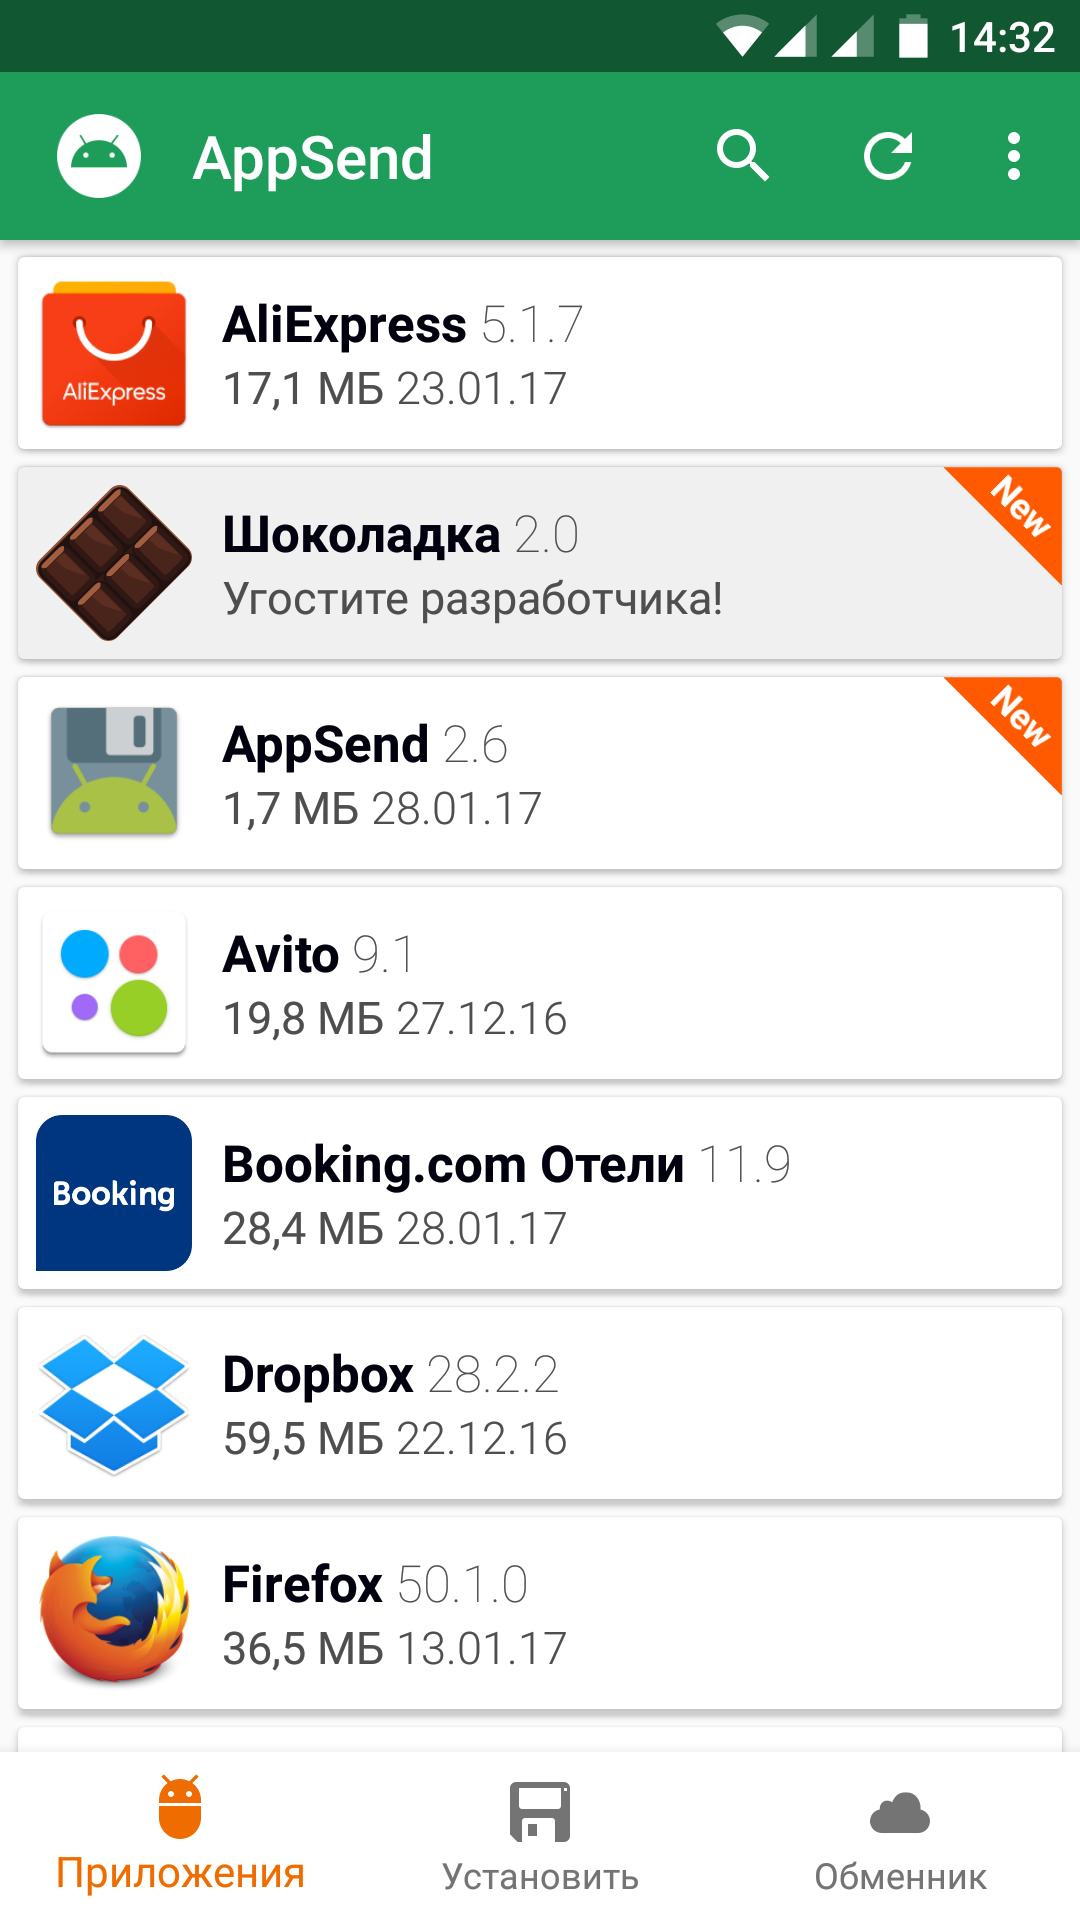 14:32
AppSend
AliExpress 5.1.7
AliExpress
17,1 МБ 23.01.17
New
Шоколадка 2.0
Угостите разработчика!
New
AppSend 2.6
1,7 МБ 28.01.17
Avito 9.1
19,8 МБ 27.12.16
Booking
Booking.com Отели 11.9
28,4 МБ 28.01.17
Dropbox 28.2.2
59,5 МБ 22.12.16
Firefox 50.1.0
36,5 МБ 13.01.17
Приложения
Установить
Обменник